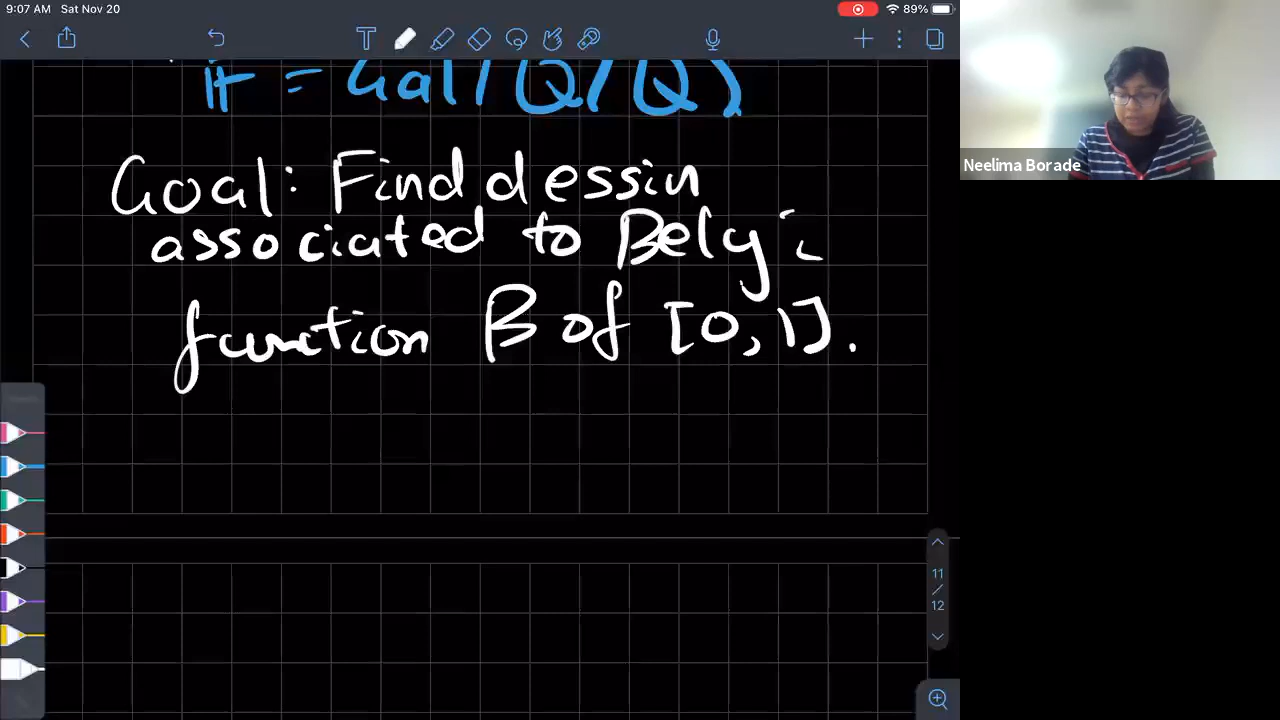 9:07 AM Sat Nov 20
89%
= Gal(Q/Q)
Goal: Find dessin
associated to Belyi
function β of [0,1].
11
/
12
Neelima Borade